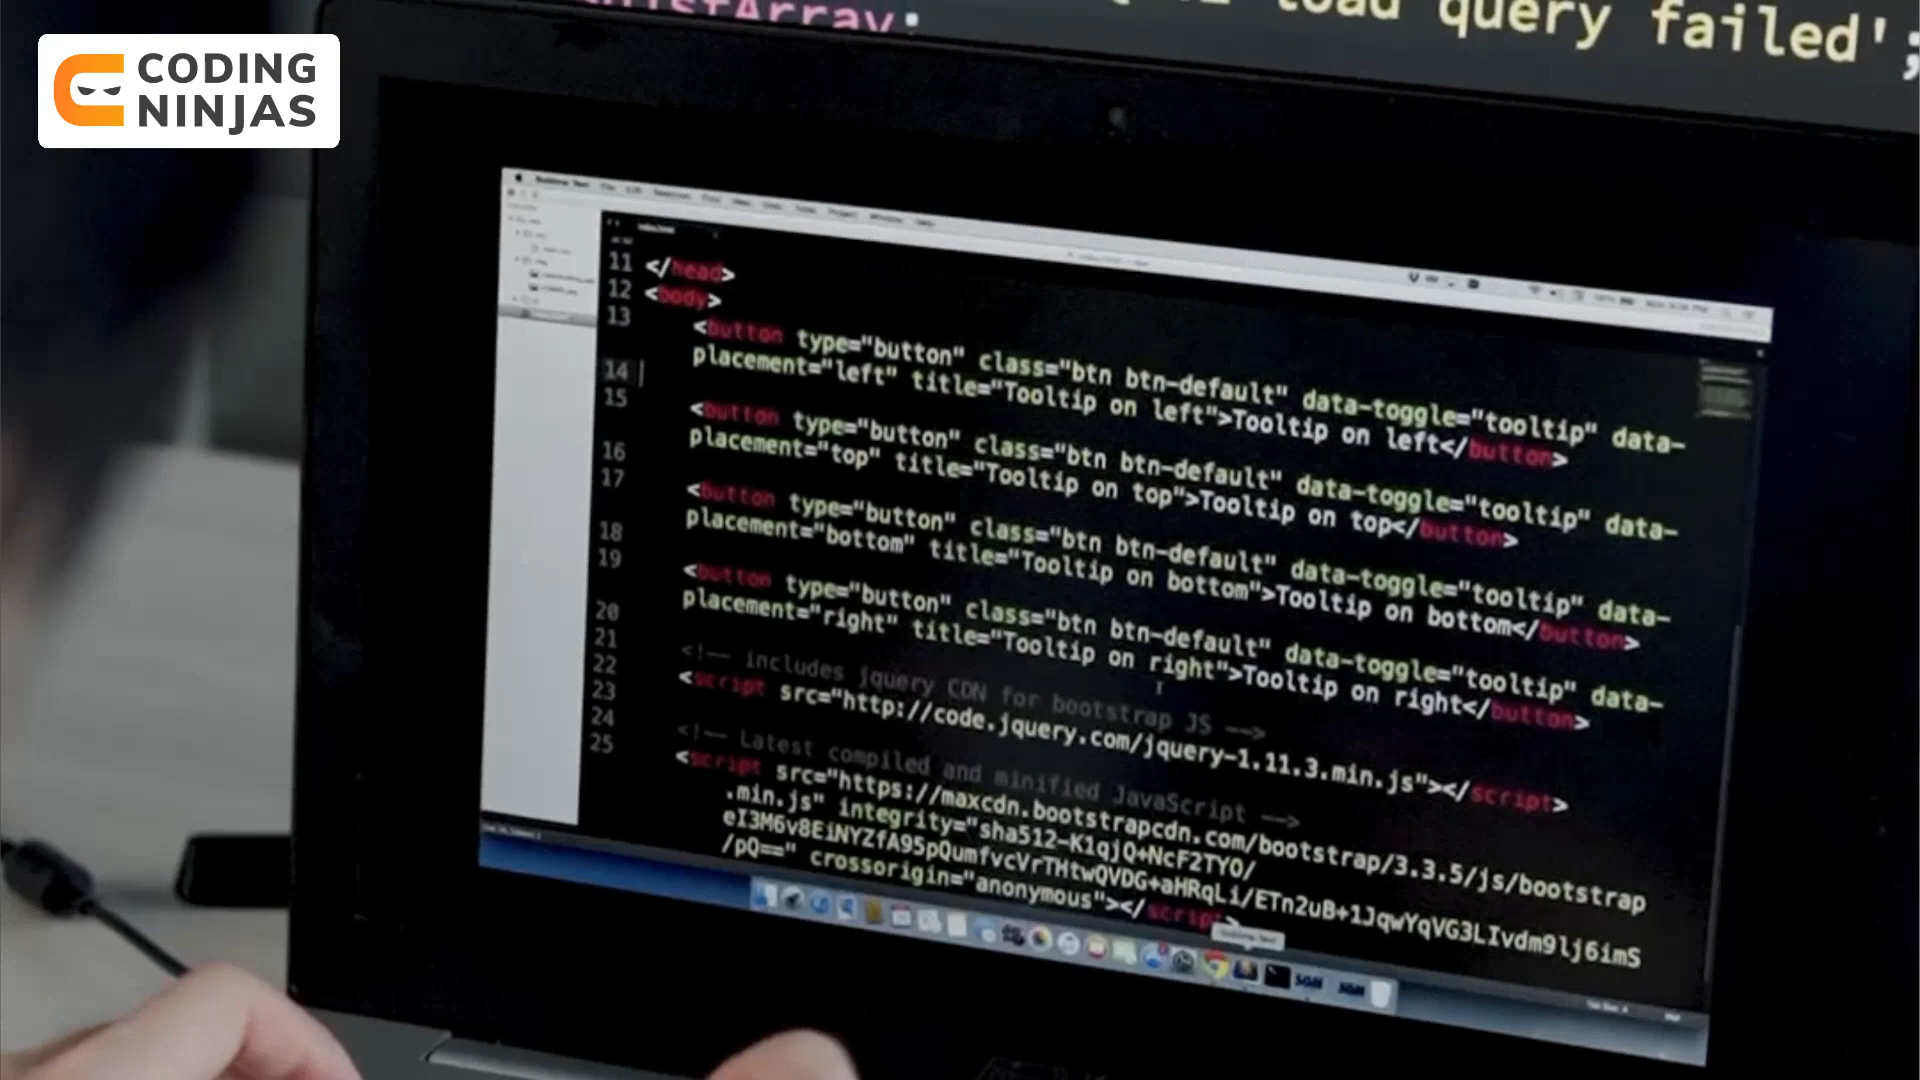 load query failed';
CODING
NINJAS
11 </head>
12 <body>
13 <button type="button" class="btn btn-default" data-toggle="tooltip" data-
placement="left" title="Tooltip on left">Tooltip on left</button>
14
15 <button type="button" class="btn btn-default" data-toggle="tooltip" data-
placement="top" title="Tooltip on top">Tooltip on top</button>
16
17 <button type="button" class="btn btn-default" data-toggle="tooltip" data-
placement="bottom" title="Tooltip on bottom">Tooltip on bottom</button>
18
19 <button type="button" class="btn btn-default" data-toggle="tooltip" data-
placement="right" title="Tooltip on right">Tooltip on right</button>
20
21 <!-- includes jquery CDN for bootstrap JS -->
22 <script src="http://code.jquery.com/jquery-1.11.3.min.js"></script>
23
24 <!-- Latest compiled and minified JavaScript -->
25 <script src="https://maxcdn.bootstrapcdn.com/bootstrap/3.3.5/js/bootstrap
.min.js" integrity="sha512-K1qjQ+NcF2TYO/
eI3M6v8EiNYZfA95pQumfvcVrTHtwQVDG+aHRqLi/ETn2uB+1JqwYqVG3LIvdm9lj6imS
/pQ==" crossorigin="anonymous"></script>